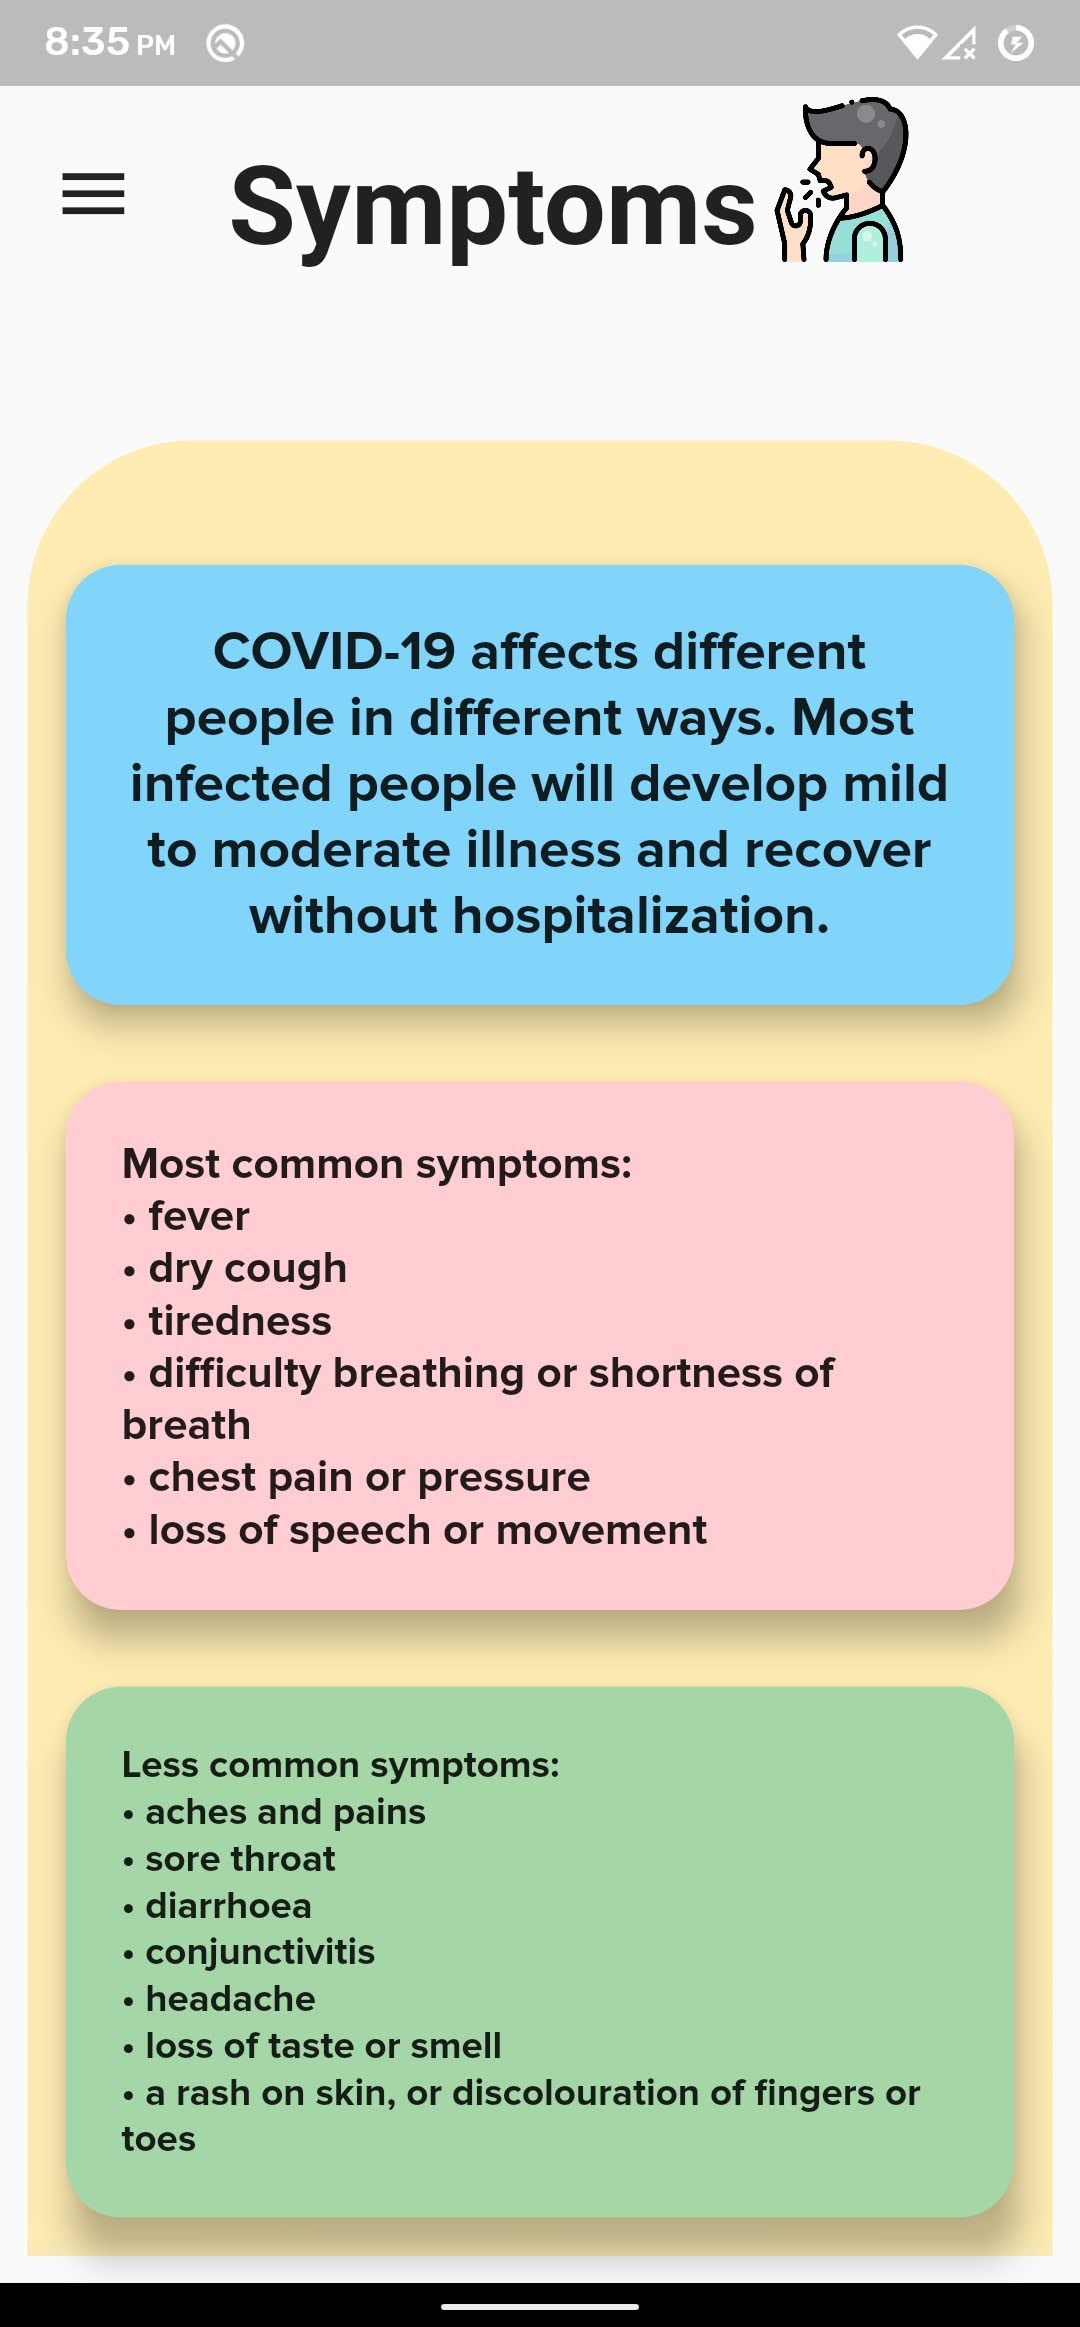 8:35 PM
Symptoms
COVID-19 affects different
people in different ways. Most
infected people will develop mild
to moderate illness and recover
without hospitalization.
Most common symptoms:
• fever
• dry cough
• tiredness
• difficulty breathing or shortness of
breath
• chest pain or pressure
• loss of speech or movement
Less common symptoms:
• aches and pains
• sore throat
• diarrhoea
• conjunctivitis
• headache
• loss of taste or smell
• a rash on skin, or discolouration of fingers or
toes